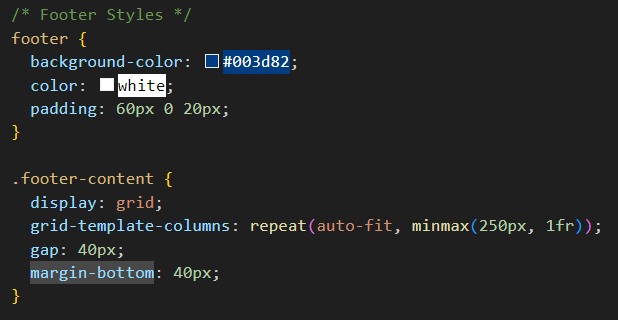 /* Footer Styles */
footer {
  background-color: #003d82;
  color: white;
  padding: 60px 0 20px;
}

.footer-content {
  display: grid;
  grid-template-columns: repeat(auto-fit, minmax(250px, 1fr));
  gap: 40px;
  margin-bottom: 40px;
}